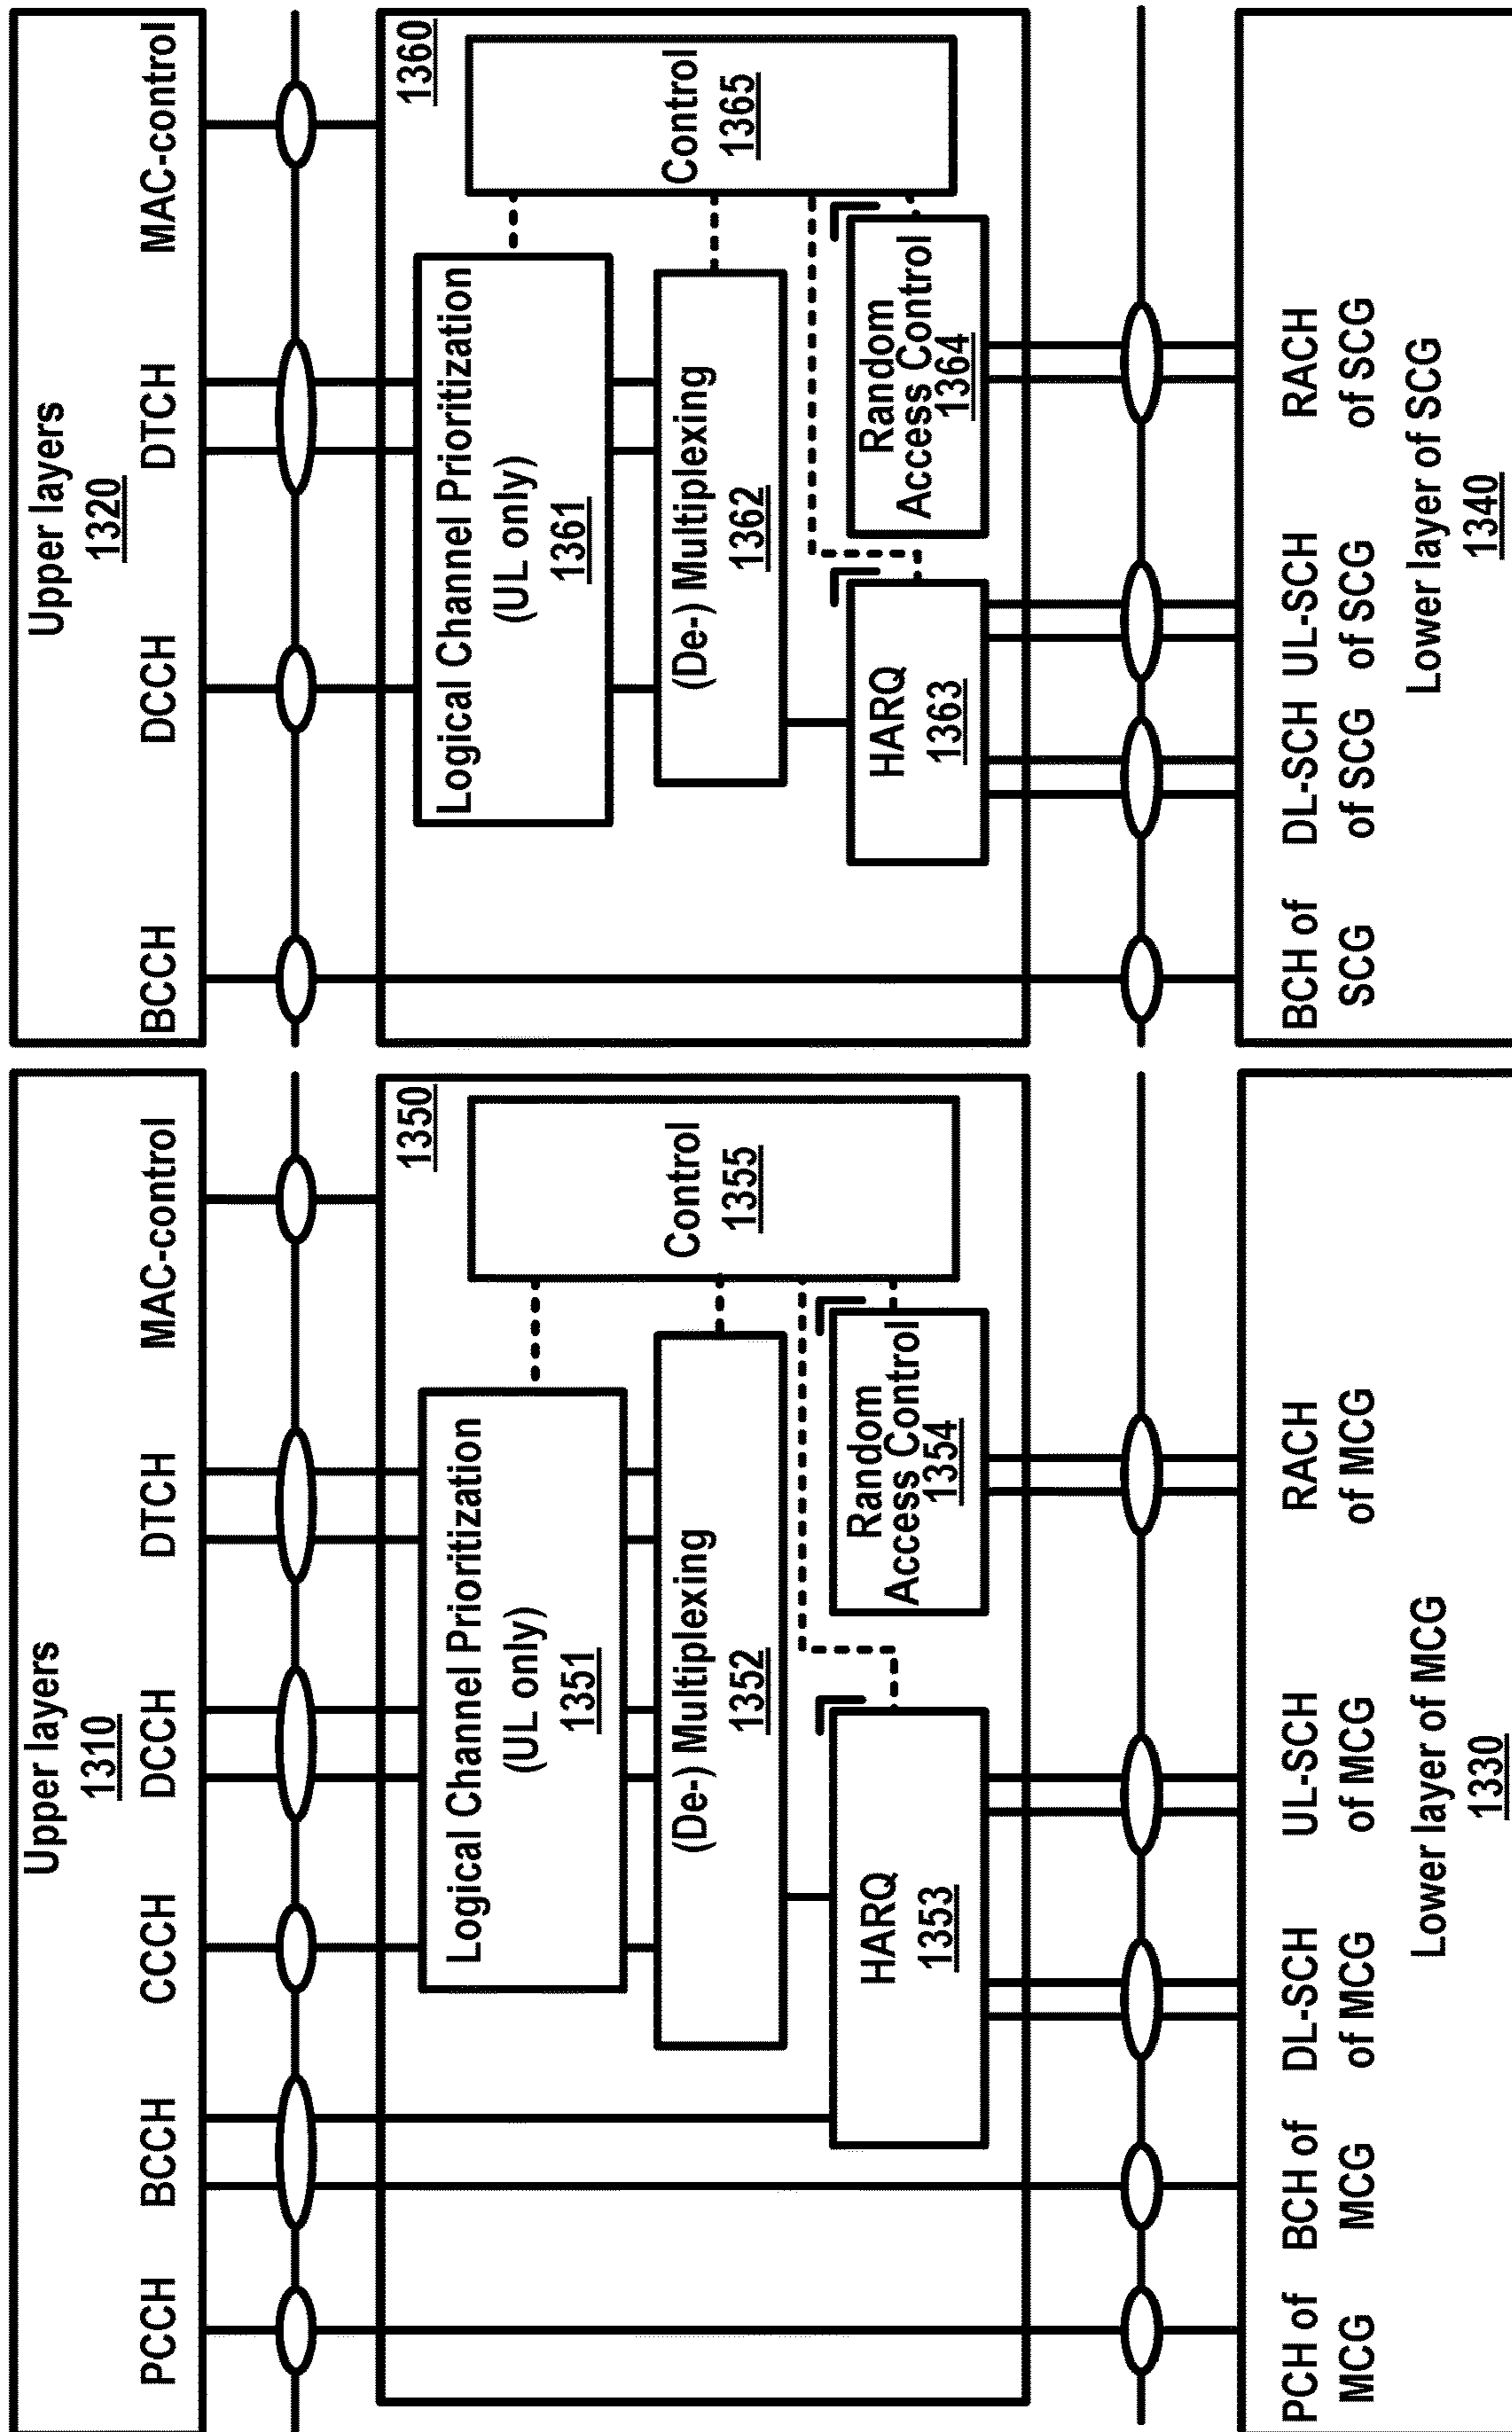 Upper layers
1310
PCCH BCCH CCCH DCCH DTCH MAC-control
1350
Logical Channel Prioritization
(UL only)
1351
(De-) Multiplexing
1352
HARQ
1353
Random
Access Control
1354
Control
1355
PCH of MCG
BCH of MCG
DL-SCH of MCG
UL-SCH of MCG
RACH of MCG
Lower layer of MCG
1330
Upper layers
1320
BCCH DCCH DTCH MAC-control
1360
Logical Channel Prioritization
(UL only)
1361
(De-) Multiplexing
1362
HARQ
1363
Random
Access Control
1364
Control
1365
BCH of SCG
DL-SCH of SCG
UL-SCH of SCG
RACH of SCG
Lower layer of SCG
1340